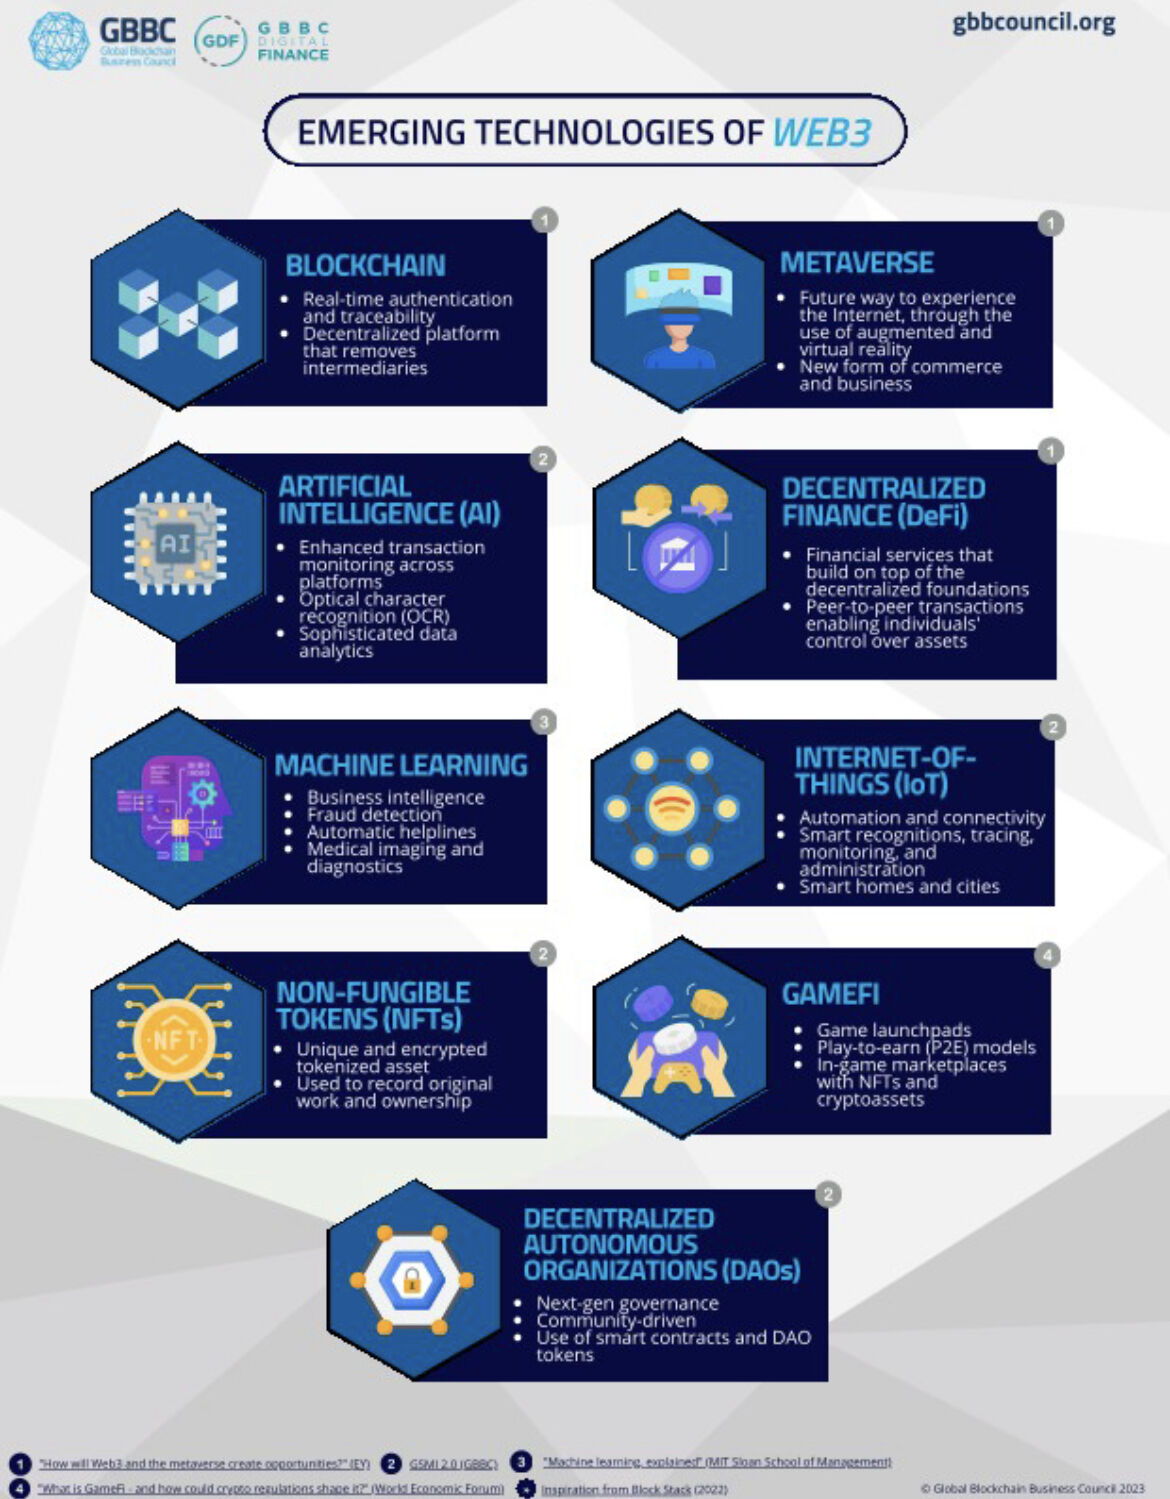 GBBC
Global Blockchain
Business Council
GDF
GBBC
DIGITAL
FINANCE
gbbcouncil.org
EMERGING TECHNOLOGIES OF WEB3
1
BLOCKCHAIN
• Real-time authentication
and traceability
• Decentralized platform
that removes
intermediaries
1
METAVERSE
• Future way to experience
the Internet, through the
use of augmented and
virtual reality
• New form of commerce
and business
2
AI
ARTIFICIAL
INTELLIGENCE (AI)
• Enhanced transaction
monitoring across
platforms
• Optical character
recognition (OCR)
• Sophisticated data
analytics
1
DECENTRALIZED
FINANCE (DeFi)
• Financial services that
build on top of the
decentralized foundations
• Peer-to-peer transactions
enabling individuals'
control over assets
3
MACHINE LEARNING
• Business intelligence
• Fraud detection
• Automatic helplines
• Medical imaging and
diagnostics
2
INTERNET-OF-
THINGS (IoT)
• Automation and connectivity
• Smart recognitions, tracing,
monitoring, and
administration
• Smart homes and cities
2
NFT
NON-FUNGIBLE
TOKENS (NFTs)
• Unique and encrypted
tokenized asset
• Used to record original
work and ownership
4
GAMEFI
• Game launchpads
• Play-to-earn (P2E) models
• In-game marketplaces
with NFTs and
cryptoassets
2
DECENTRALIZED
AUTONOMOUS
ORGANIZATIONS (DAOs)
• Next-gen governance
• Community-driven
• Use of smart contracts and DAO
tokens
1 "How will Web3 and the metaverse create opportunities?" (EY) 2 GSMI 2.0 (GBBC) 3 "Machine learning, explained" (MIT Sloan School of Management)
4 "What is GameFi - and how could crypto regulations shape it?" (World Economic Forum) Inspiration from Block Stack (2022)
© Global Blockchain Business Council 2023